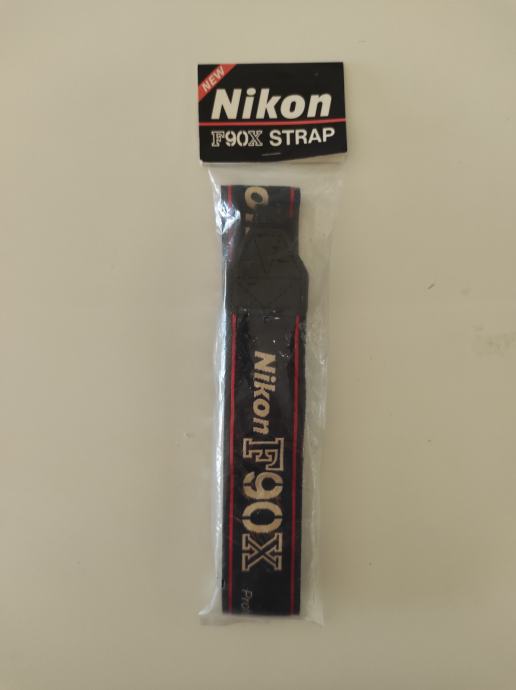 NEW
Nikon
F90X STRAP
Nikon
F90X